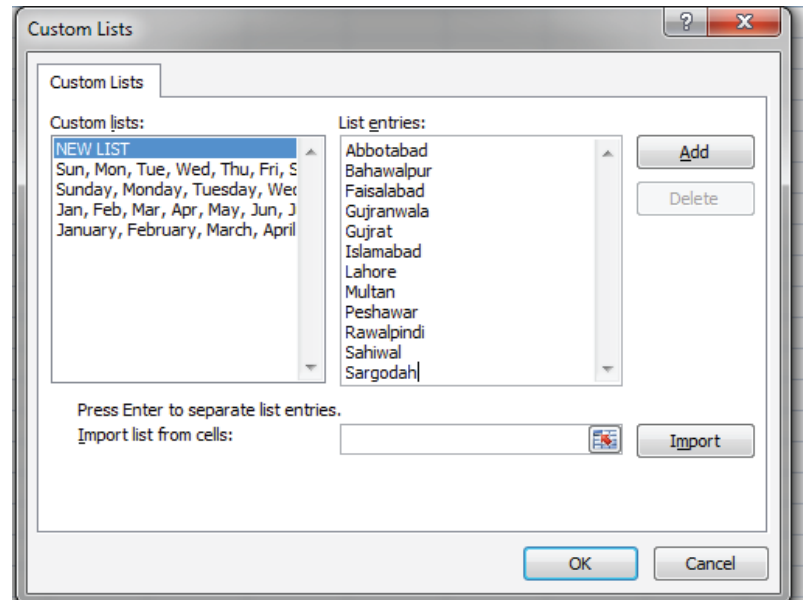 Custom Lists
Custom Lists
Custom lists:
NEW LIST
Sun, Mon, Tue, Wed, Thu, Fri, S
Sunday, Monday, Tuesday, Wed
Jan, Feb, Mar, Apr, May, Jun, J
January, February, March, April
List entries:
Abbotabad
Bahawalpur
Faisalabad
Gujranwala
Gujrat
Islamabad
Lahore
Multan
Peshawar
Rawalpindi
Sahiwal
Sargodah
Add
Delete
Press Enter to separate list entries.
Import list from cells:
Import
OK
Cancel